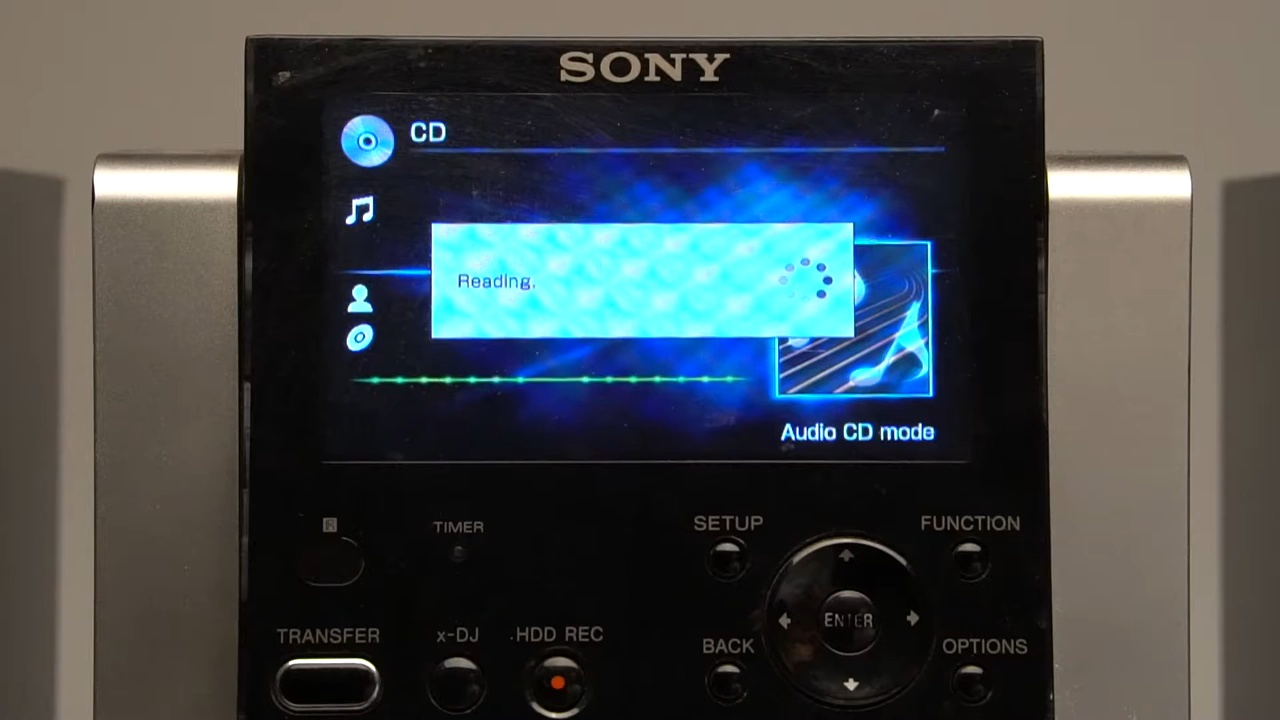 SONY
CD
Reading.
Audio CD mode
R
TIMER
SETUP
FUNCTION
ENTER
TRANSFER
x-DJ
HDD REC
BACK
OPTIONS